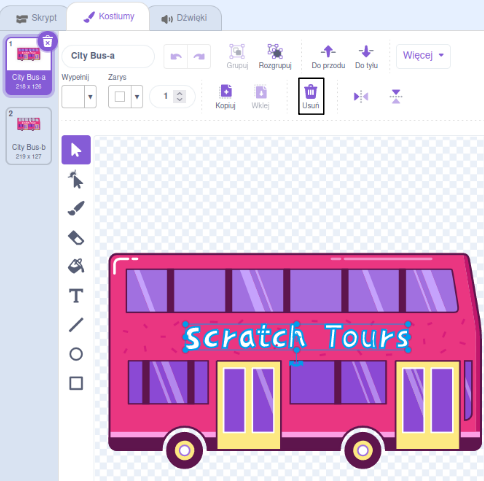 Skrypt Kostiumy Dźwięki
1
City Bus-a
218 x 126
2
City Bus-b
219 x 127
City Bus-a
Grupuj Rozgrupuj Do przodu Do tyłu Więcej
Wypełnij Zarys
1
Kopiuj Wklej Usuń
T
Scratch Tours